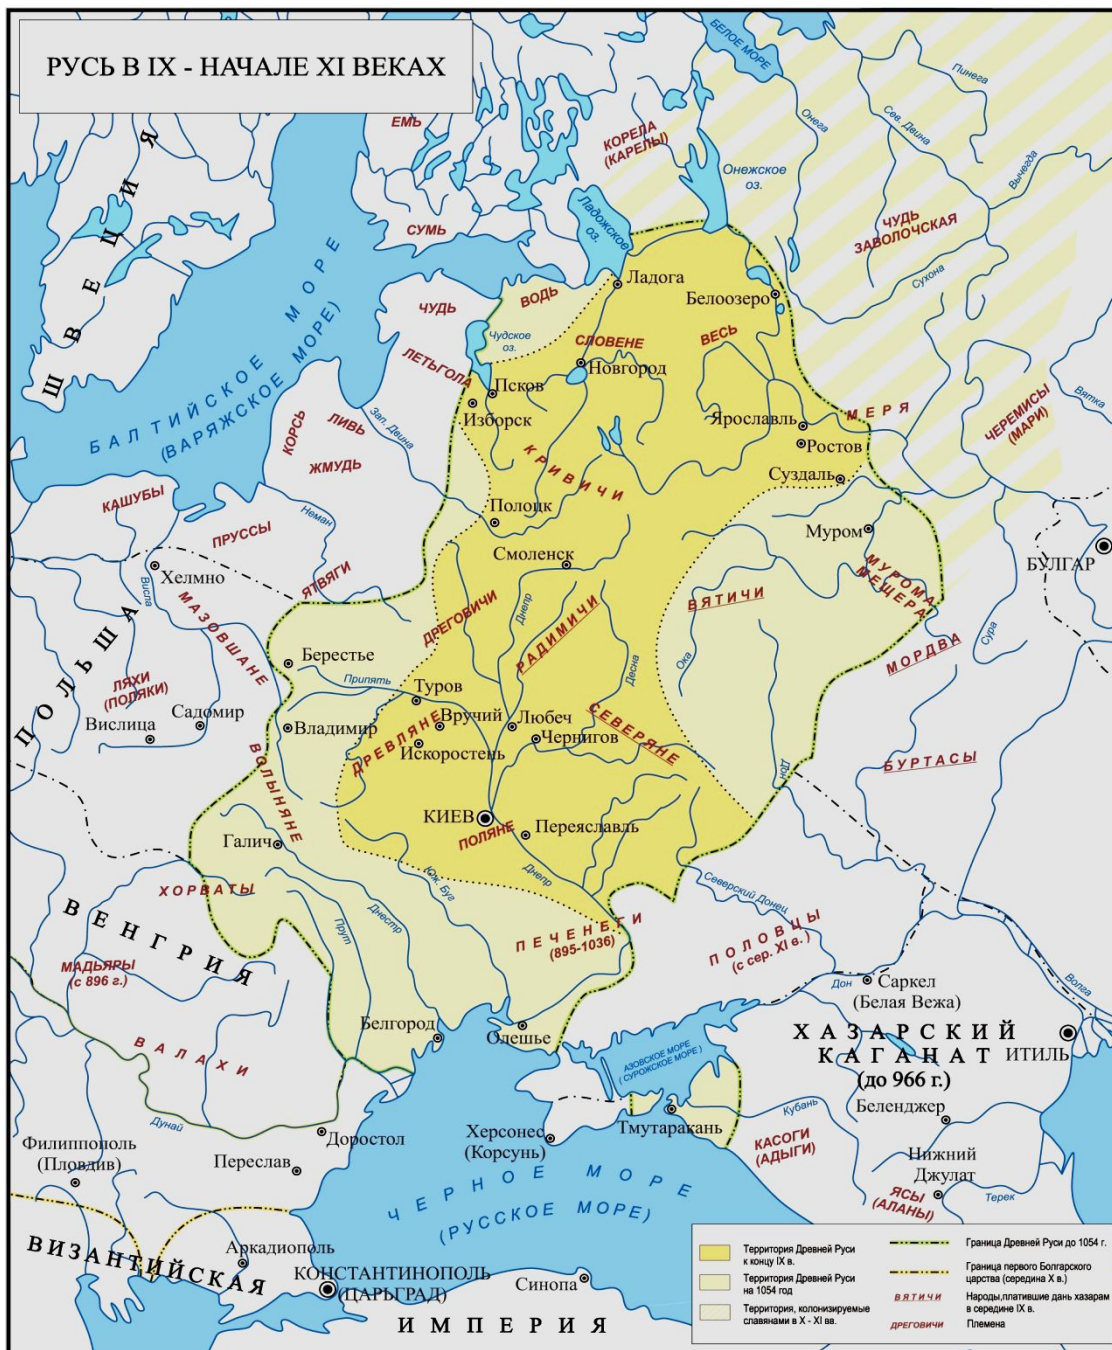 РУСЬ В IX - НАЧАЛЕ XI ВЕКАХ
БЕЛОЕ МОРЕ
Пинега
Онега
Сев. Двина
Вычегда
ЕМЬ
КОРЕЛА
(КАРЕЛЫ)
Онежское
оз.
ШВЕЦИЯ
СУМЬ
Ладожское
оз.
ЧУДЬ
ЗАВОЛОЧСКАЯ
Сухона
Ладога
Белоозеро
ВОДЬ
ЧУДЬ
Чудское
оз.
БАЛТИЙСКОЕ МОРЕ
(ВАРЯЖСКОЕ МОРЕ)
СЛОВЕНЕ
ВЕСЬ
Новгород
ЛЕТЬГОЛА
Псков
Изборск
Вятка
Ярославль
МЕРЯ
ЧЕРЕМИСЫ
(МАРИ)
Ростов
КОРСЬ
ЛИВЬ
Зап. Двина
ЖМУДЬ
КРИВИЧИ
Суздаль
КАШУБЫ
Неман
Полоцк
ПРУССЫ
Муром
Смоленск
БУЛГАР
Хелмно
Висла
ЯТВЯГИ
МУРОМА
МЕЩЕРА
МАЗОВШАНЕ
ДРЕГОВИЧИ
Днепр
РАДИМИЧИ
ВЯТИЧИ
Сура
Ока
МОРДВА
Берестье
Десна
ПОЛЬША
ЛЯХИ
(ПОЛЯКИ)
Припять
Туров
Садомир
Вислица
Владимир
Вручий
Любеч
Чернигов
СЕВЕРЯНЕ
ДРЕВЛЯНЕ
Искоростень
ВОЛЫНЯНЕ
Дон
БУРТАСЫ
КИЕВ
ПОЛЯНЕ
Переяславль
Галич
Днепр
Юж. Буг
Северский Донец
ХОРВАТЫ
ВЕНГРИЯ
Днестр
Прут
ПЕЧЕНЕГИ
(895-1036)
ПОЛОВЦЫ
(с сер. XI в.)
МАДЬЯРЫ
(с 896 г.)
Дон
Саркел
(Белая Вежа)
Волга
Белгород
Олешье
ВАЛАХИ
АЗОВСКОЕ МОРЕ
(СУРОЖСКОЕ МОРЕ)
ХАЗАРСКИЙ
КАГАНАТ
(до 966 г.)
ИТИЛЬ
Беленджер
Дунай
Доростол
Тмутаракань
Кубань
Херсонес
(Корсунь)
КАСОГИ
(АДЫГИ)
Филиппополь
(Пловдив)
Переслав
Нижний
Джулат
ЯСЫ
(АЛАНЫ)
Терек
ЧЕРНОЕ МОРЕ
(РУССКОЕ МОРЕ)
ВИЗАНТИЙСКАЯ
Аркадиополь
КОНСТАНТИНОПОЛЬ
(ЦАРЬГРАД)
Синопа
ИМПЕРИЯ
Территория Древней Руси
к концу IX в.
Территория Древней Руси
на 1054 год
Территория, колонизируемые
славянами в X - XI вв.
Граница Древней Руси до 1054 г.
Граница первого Болгарского
царства (середина X в.)
ВЯТИЧИ
Народы,платившие дань хазарам
в середине IX в.
ДРЕГОВИЧИ
Племена